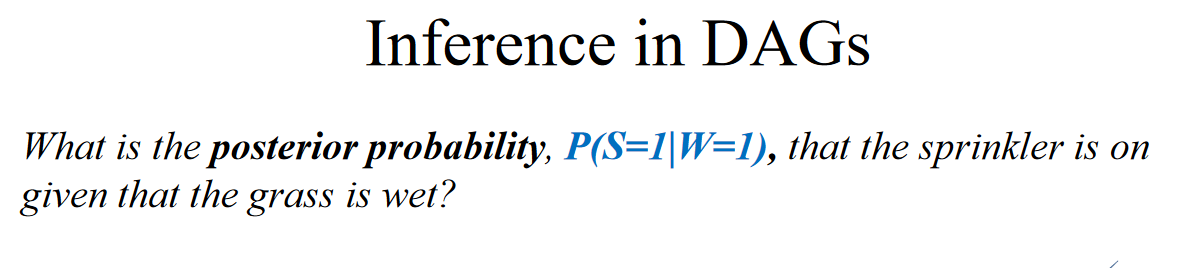 Inference in DAGs
What is the posterior probability, P(S=1|W=1), that the sprinkler is on
given that the grass is wet?